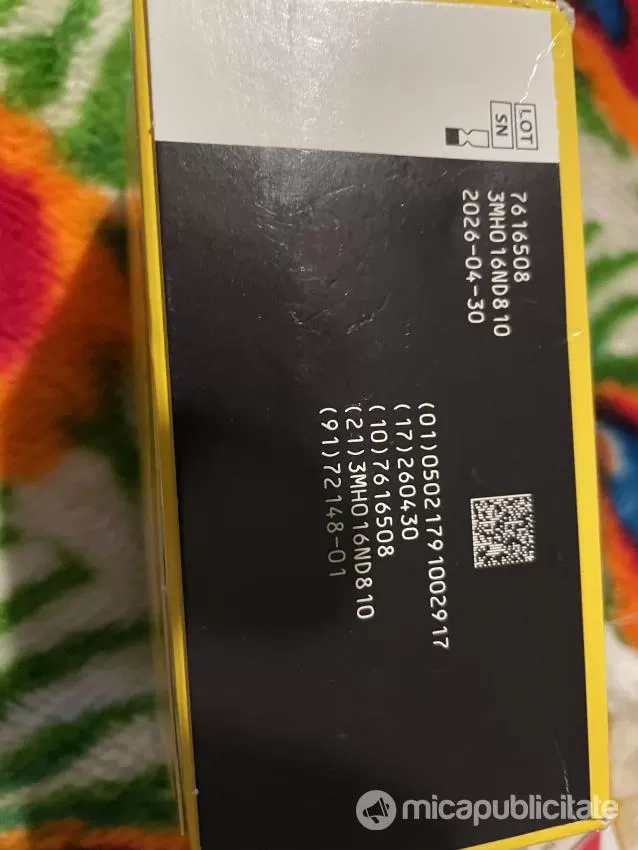 LOT
SN
7616508
3MH016ND810
2026-04-30
(01)05021791002917
(17)260430
(10)7616508
(21)3MH016ND810
(91)72148-01
micapublicitate